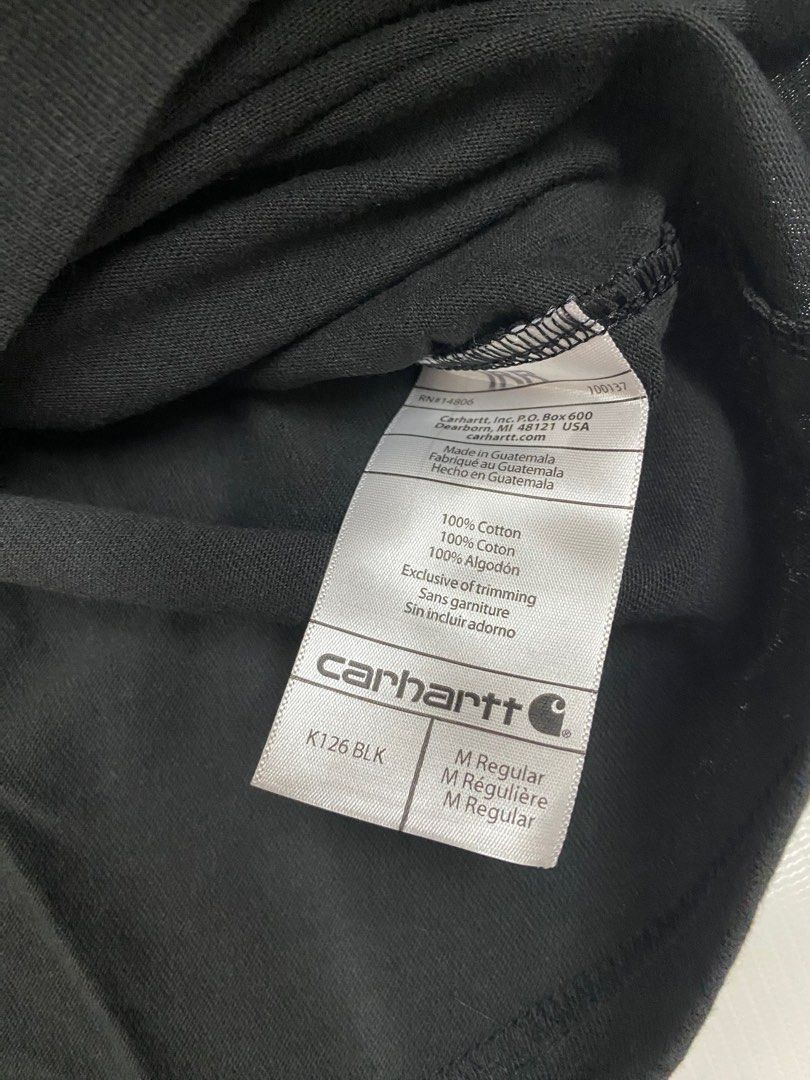 RN#14806 100137
Carhartt, Inc. P.O. Box 600
Dearborn, MI 48121 USA
carhartt.com
Made in Guatemala
Fabriqué au Guatemala
Hecho en Guatemala
100% Cotton
100% Coton
100% Algodón
Exclusive of trimming
Sans garniture
Sin incluir adorno
carhartt
K126 BLK
M Regular
M Régulière
M Regular